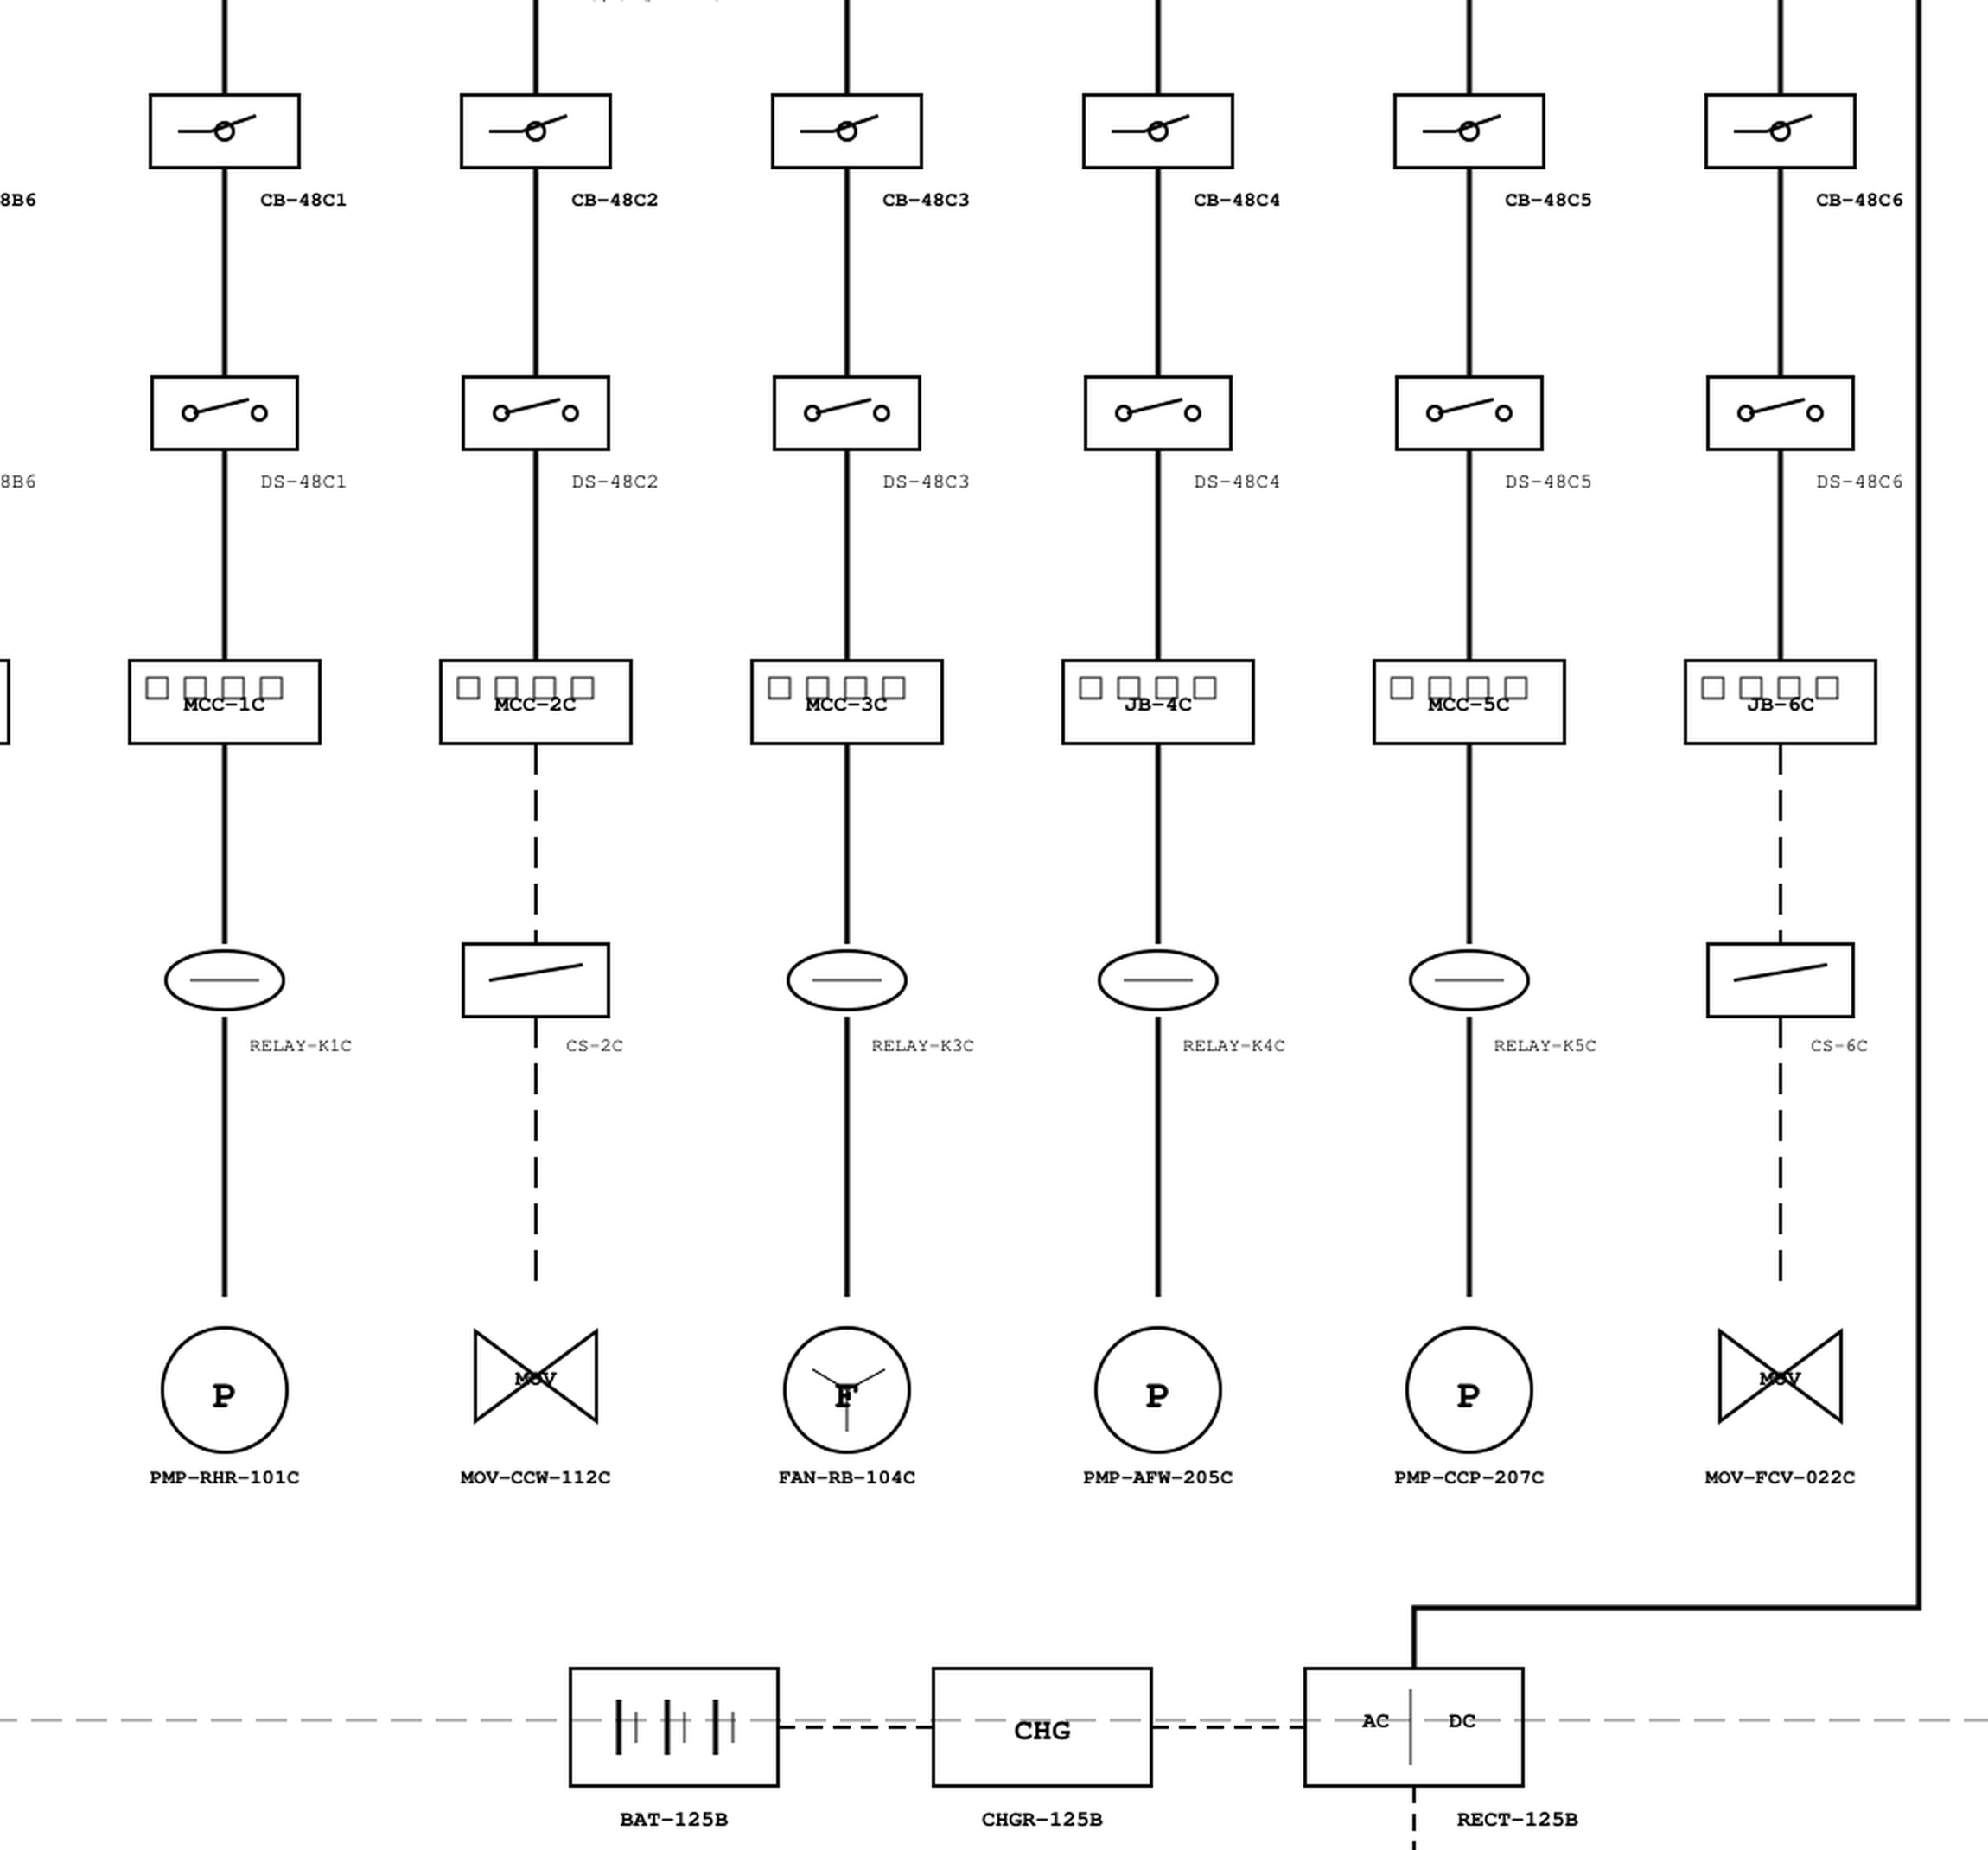 8B6 CB-48C1 CB-48C2 CB-48C3 CB-48C4 CB-48C5 CB-48C6
8B6 DS-48C1 DS-48C2 DS-48C3 DS-48C4 DS-48C5 DS-48C6
MCC-1C MCC-2C MCC-3C JB-4C MCC-5C JB-6C
RELAY-K1C CS-2C RELAY-K3C RELAY-K4C RELAY-K5C CS-6C
P MOV F P P MOV
PMP-RHR-101C MOV-CCW-112C FAN-RB-104C PMP-AFW-205C PMP-CCP-207C MOV-FCV-022C
CHG AC DC
BAT-125B CHGR-125B RECT-125B